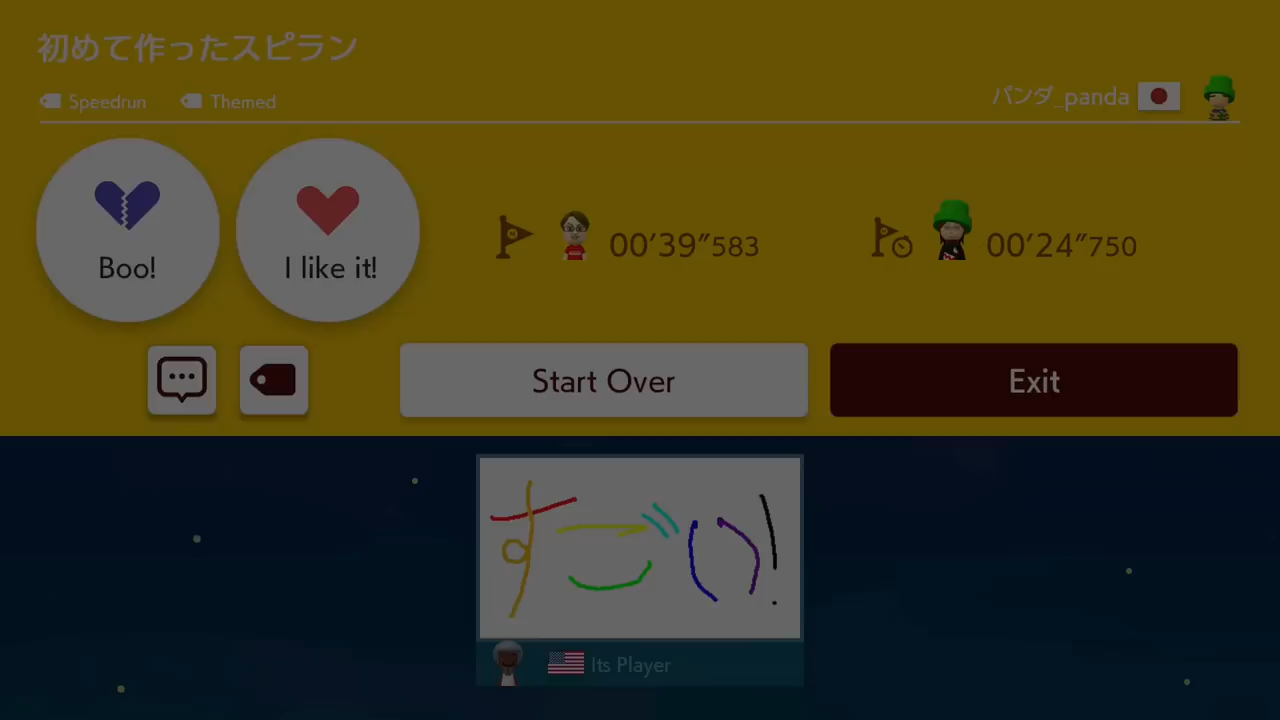 初めて作ったスピラン
Speedrun Themed
パンダ_panda
Boo!
I like it!
00'39"583
00'24"750
Start Over
Exit
すごい!
Its Player